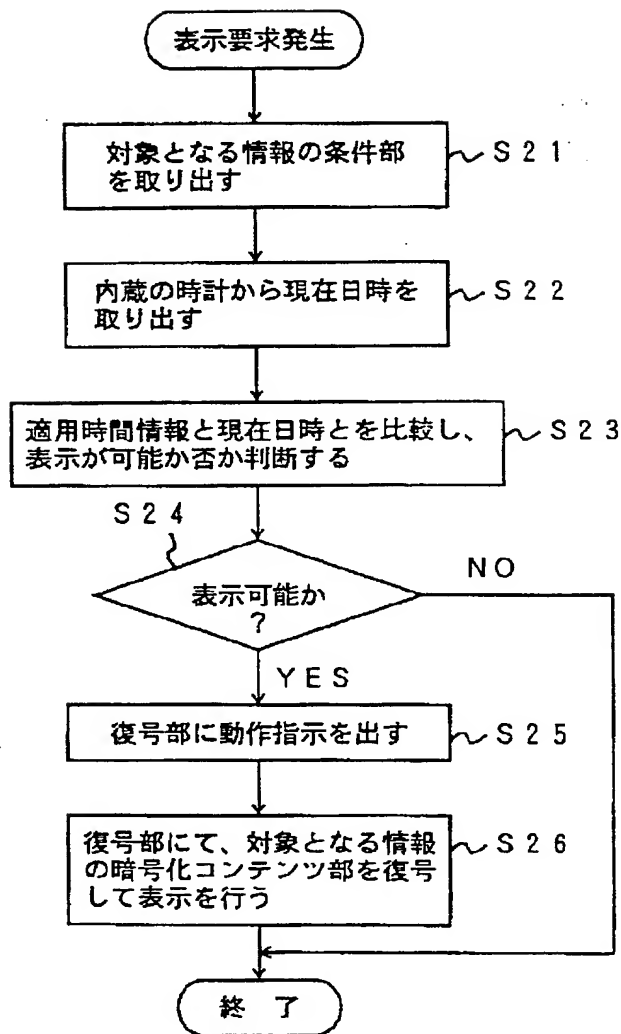 表示要求発生
対象となる情報の条件部
を取り出す
S21
内蔵の時計から現在日時を
取り出す
S22
適用時間情報と現在日時とを比較し、
表示が可能か否か判断する
S23
S24
表示可能か
?
NO
YES
復号部に動作指示を出す
S25
復号部にて、対象となる情報
の暗号化コンテンツ部を復号
して表示を行う
S26
終 了